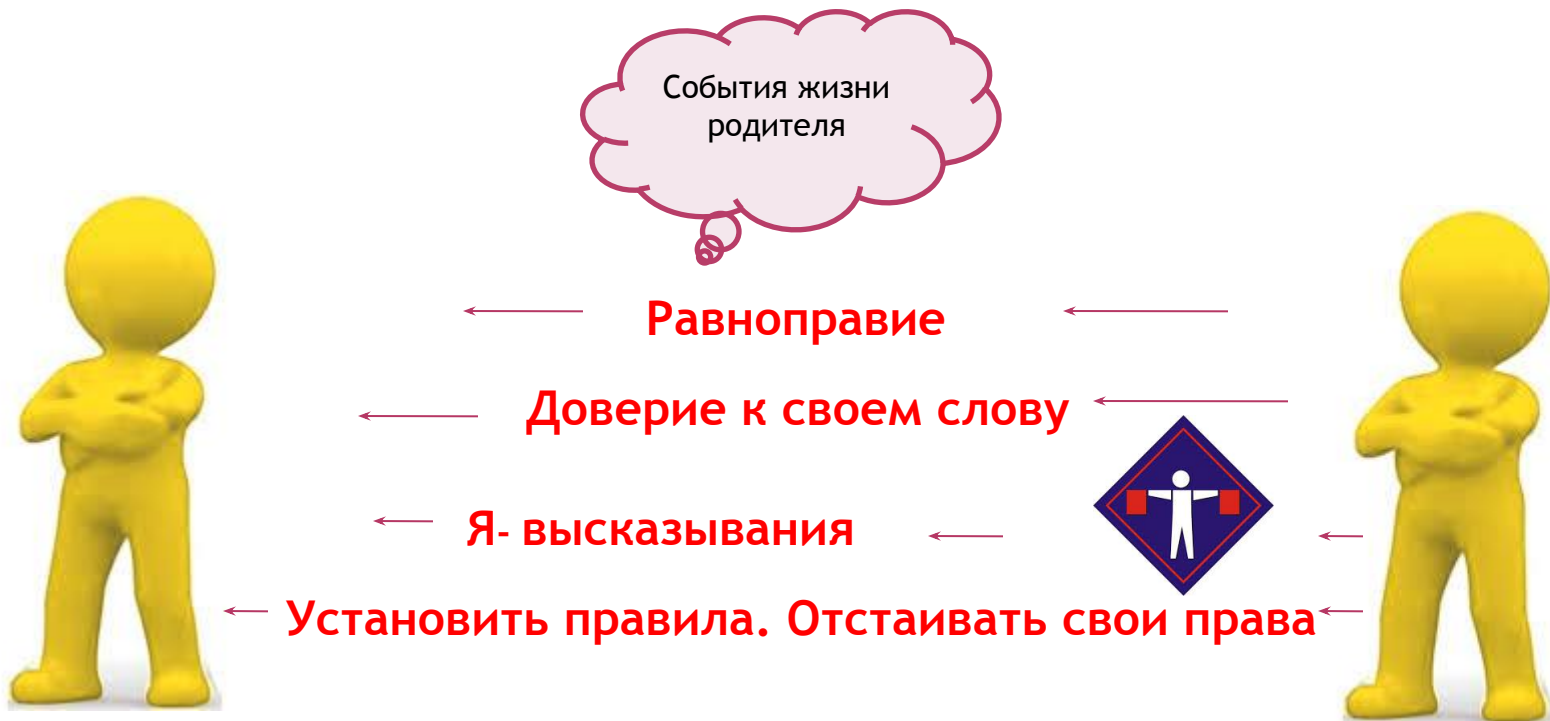 События жизни
родителя
Равноправие
Доверие к своем слову
Я- высказывания
Установить правила. Отстаивать свои права